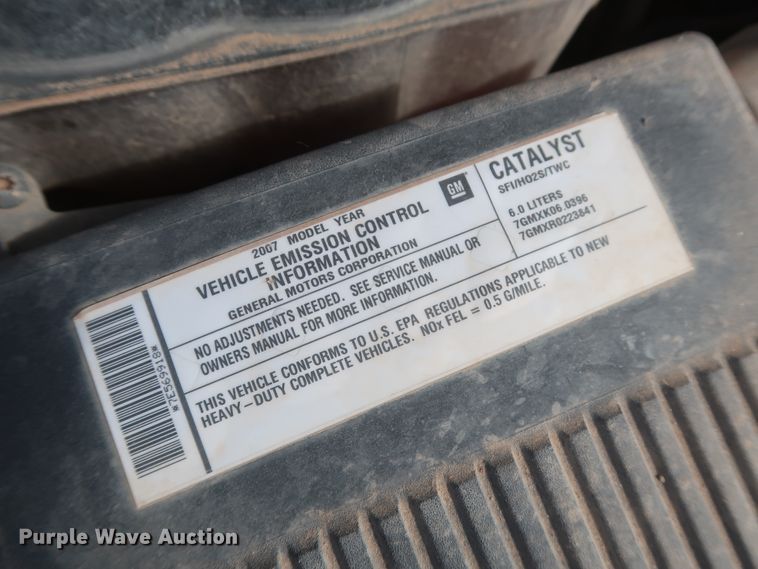 2007 MODEL YEAR
VEHICLE EMISSION CONTROL
INFORMATION
GENERAL MOTORS CORPORATION
GM
CATALYST
SFI/HO2S/TWC
6.0 LITERS
7GMXK06.0396
7GMXR0223841
NO ADJUSTMENTS NEEDED. SEE SERVICE MANUAL OR
OWNERS MANUAL FOR MORE INFORMATION.
THIS VEHICLE CONFORMS TO U.S. EPA REGULATIONS APPLICABLE TO NEW
HEAVY-DUTY COMPLETE VEHICLES. NOx FEL = 0.5 G/MILE.
*7E569918*
Purple Wave Auction